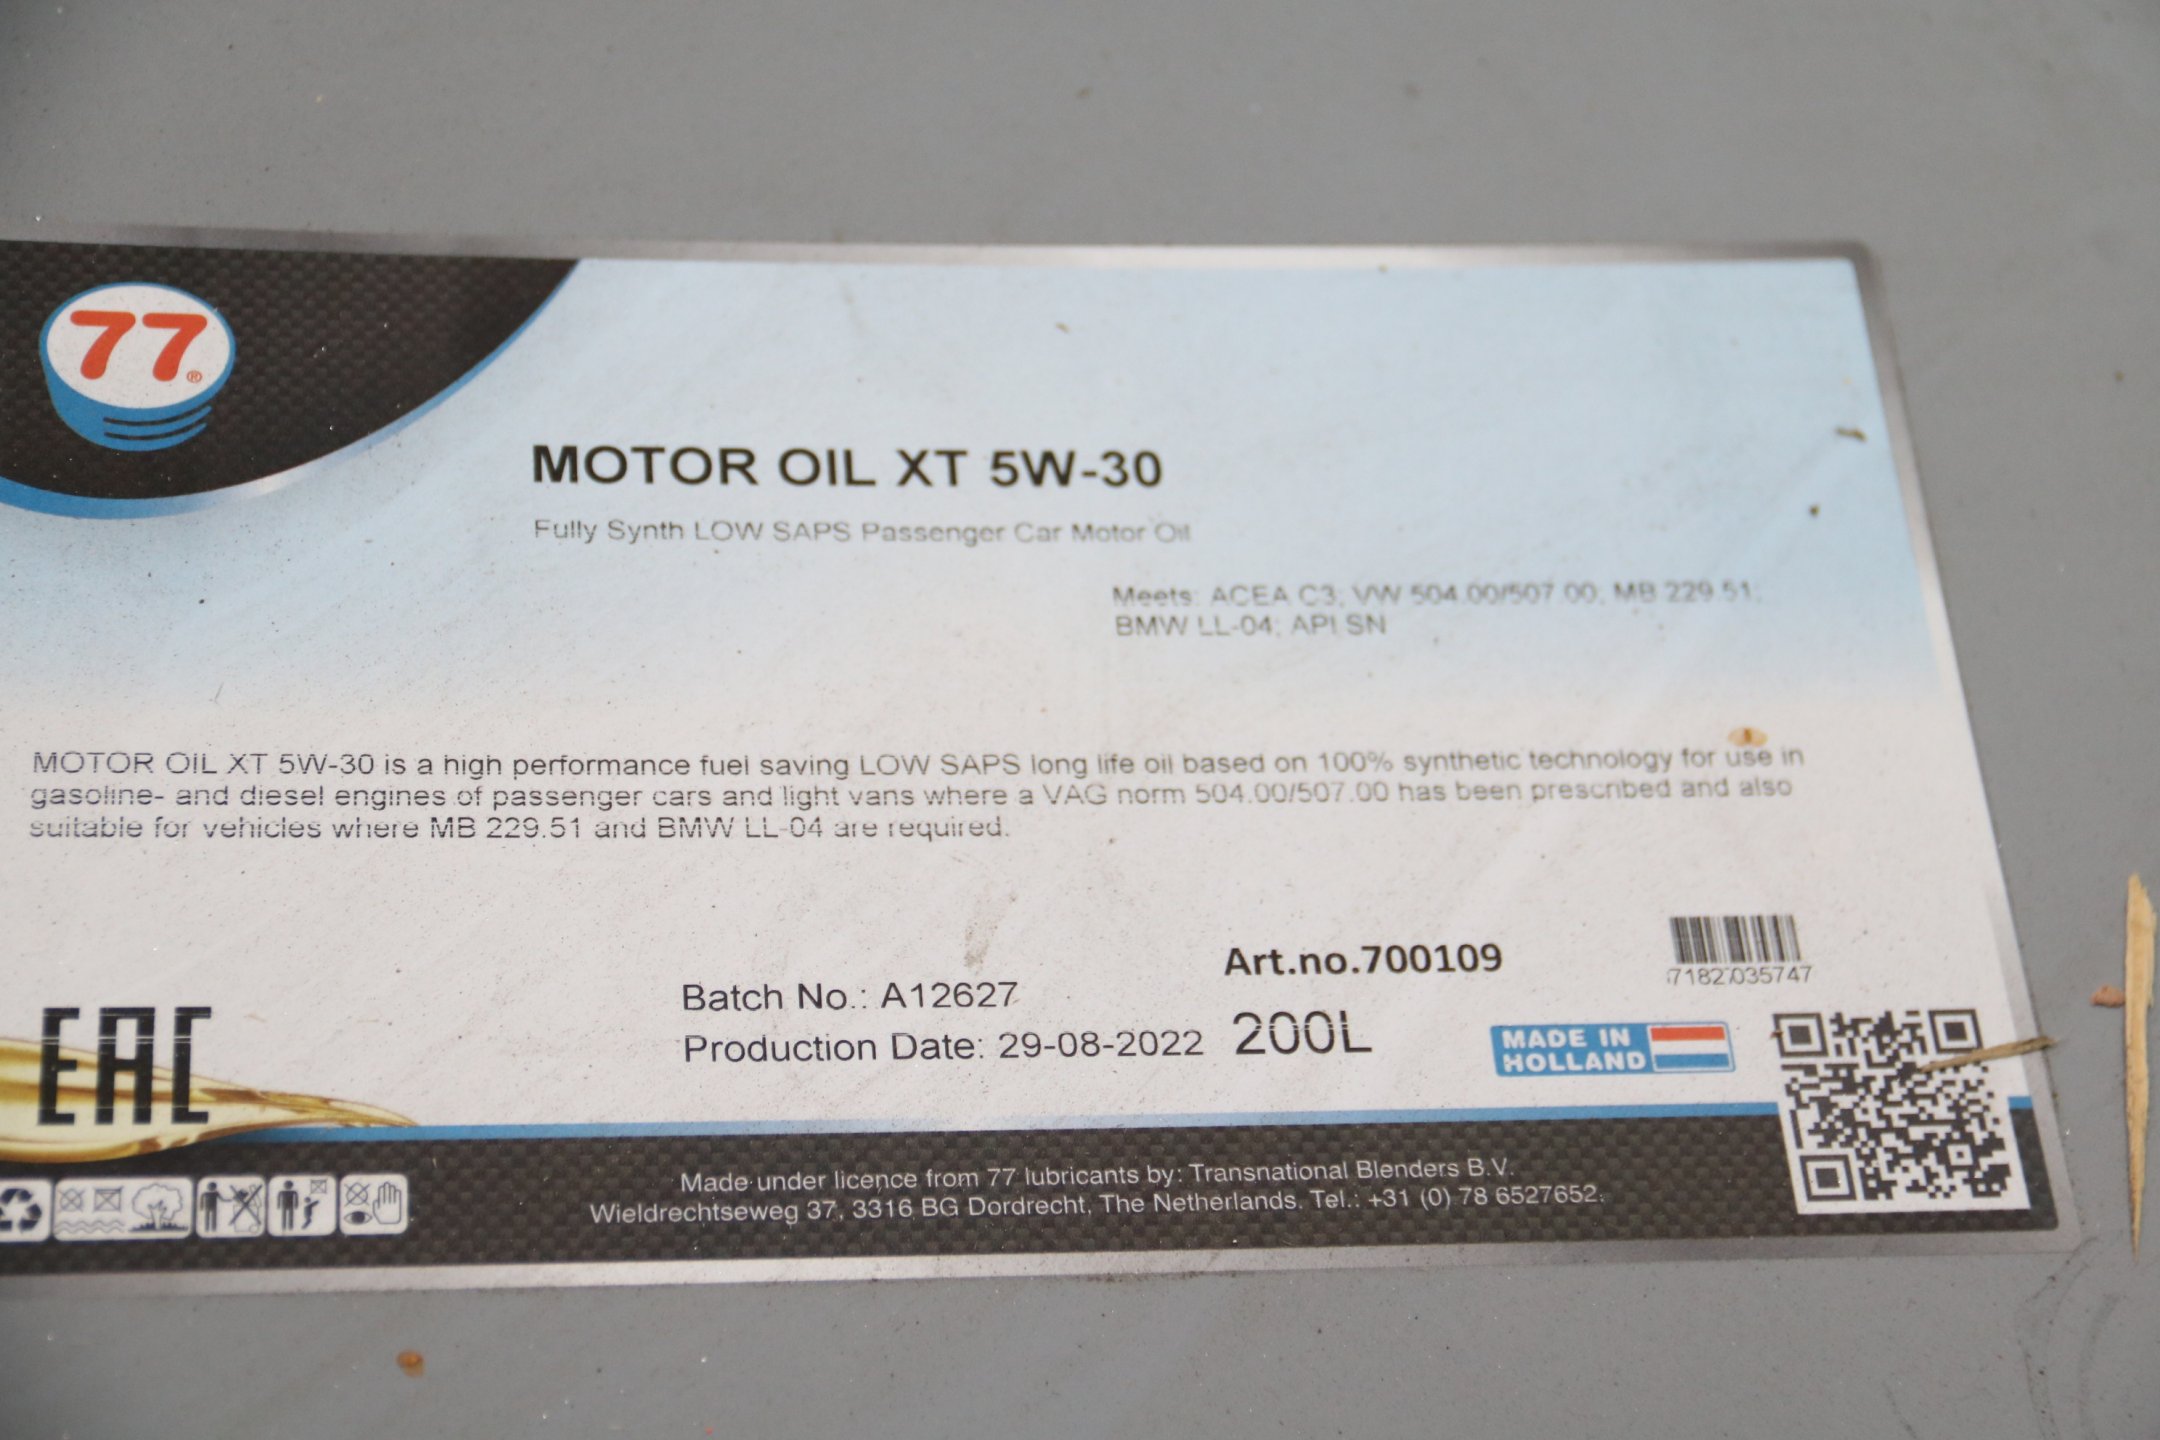 77®
MOTOR OIL XT 5W-30
Fully Synth LOW SAPS Passenger Car Motor Oil
Meets: ACEA C3; VW 504.00/507.00; MB 229.51;
BMW LL-04; API SN
MOTOR OIL XT 5W-30 is a high performance fuel saving LOW SAPS long life oil based on 100% synthetic technology for use in
gasoline- and diesel engines of passenger cars and light vans where a VAG norm 504.00/507.00 has been prescribed and also
suitable for vehicles where MB 229.51 and BMW LL-04 are required.
Art.no.700109
7182035747
Batch No.: A12627
Production Date: 29-08-2022 200L
MADE IN
HOLLAND
EAC
Made under licence from 77 lubricants by: Transnational Blenders B.V.
Wieldrechtseweg 37, 3316 BG Dordrecht, The Netherlands. Tel.: +31 (0) 78 6527652.